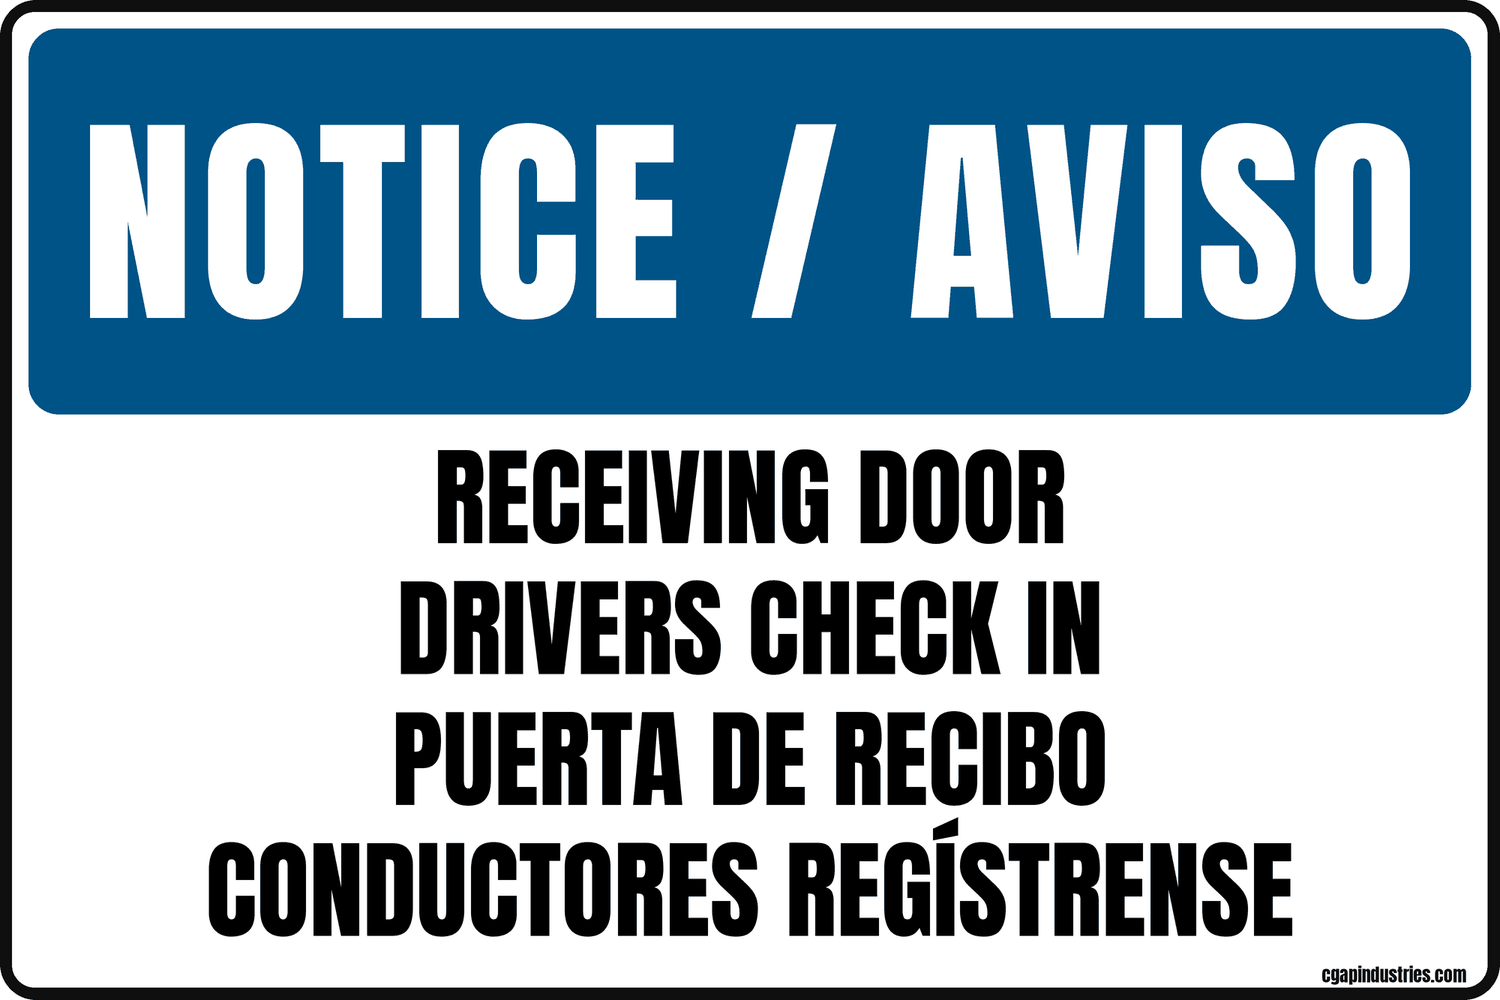 NOTICE / AVISO
RECEIVING DOOR
DRIVERS CHECK IN
PUERTA DE RECIBO
CONDUCTORES REGÍSTRENSE
cgapindustries.com